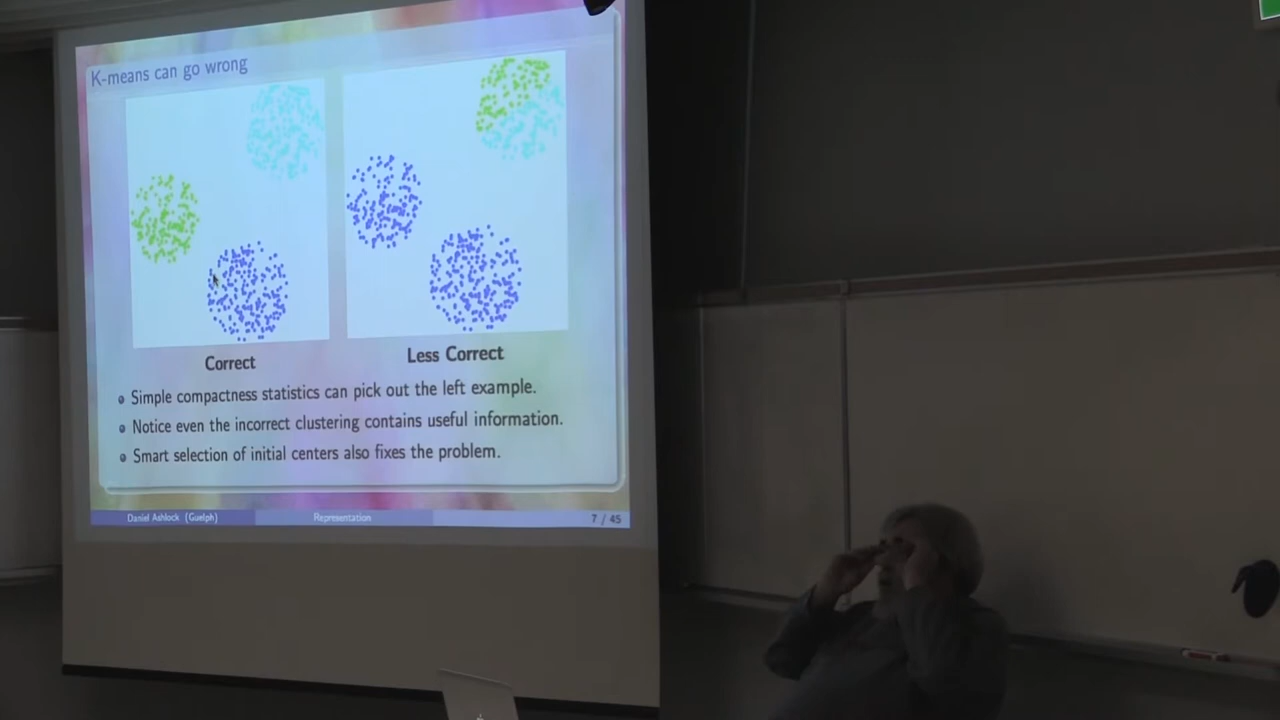 K-means can go wrong
Correct
Less Correct
Simple compactness statistics can pick out the left example.
Notice even the incorrect clustering contains useful information.
Smart selection of initial centers also fixes the problem.
Daniel Ashlock (Guelph)
Representation
7 / 45